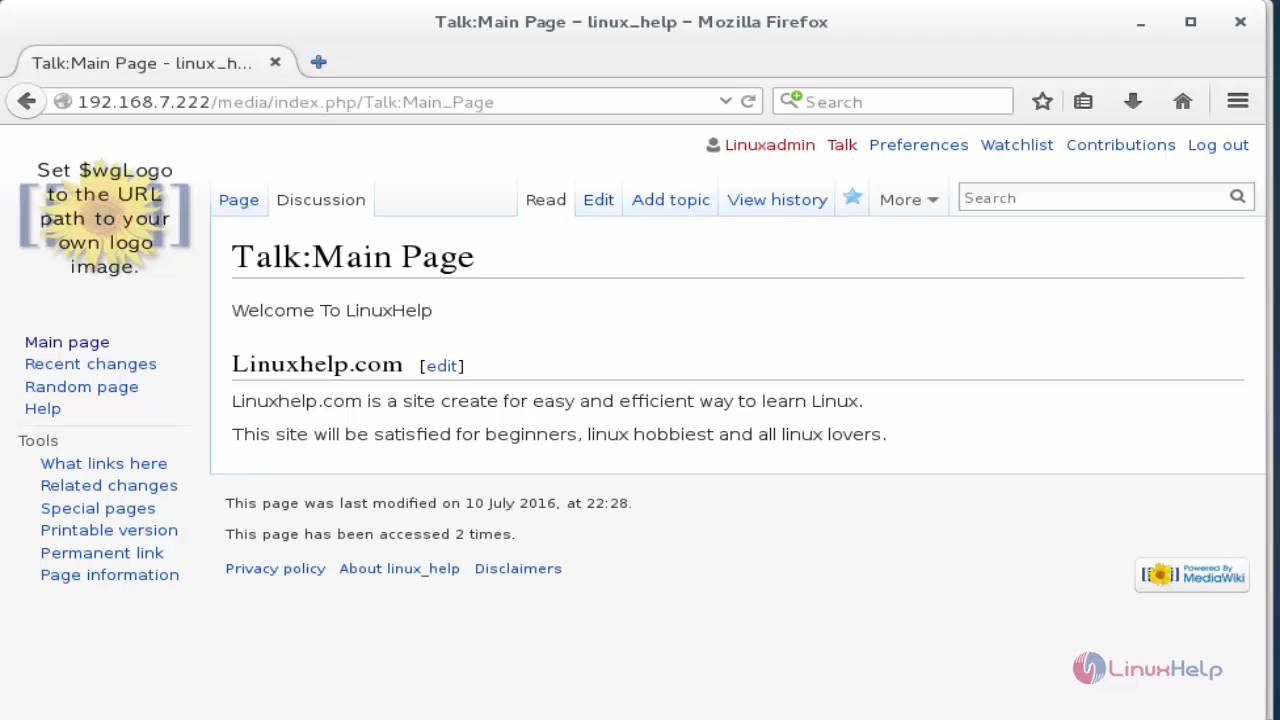 Talk:Main Page – linux_help – Mozilla Firefox
Talk:Main Page - linux_h...
192.168.7.222/media/index.php/Talk:Main_Page
Search
Linuxadmin Talk Preferences Watchlist Contributions Log out
Set $wgLogo
to the URL
path to your
own logo
image.
Page Discussion Read Edit Add topic View history More Search
Talk:Main Page
Welcome To LinuxHelp
Linuxhelp.com [edit]
Linuxhelp.com is a site create for easy and efficient way to learn Linux.
This site will be satisfied for beginners, linux hobbiest and all linux lovers.
Main page
Recent changes
Random page
Help
Tools
What links here
Related changes
Special pages
Printable version
Permanent link
Page information
This page was last modified on 10 July 2016, at 22:28.
This page has been accessed 2 times.
Privacy policy About linux_help Disclaimers
Powered By
MediaWiki
LinuxHelp